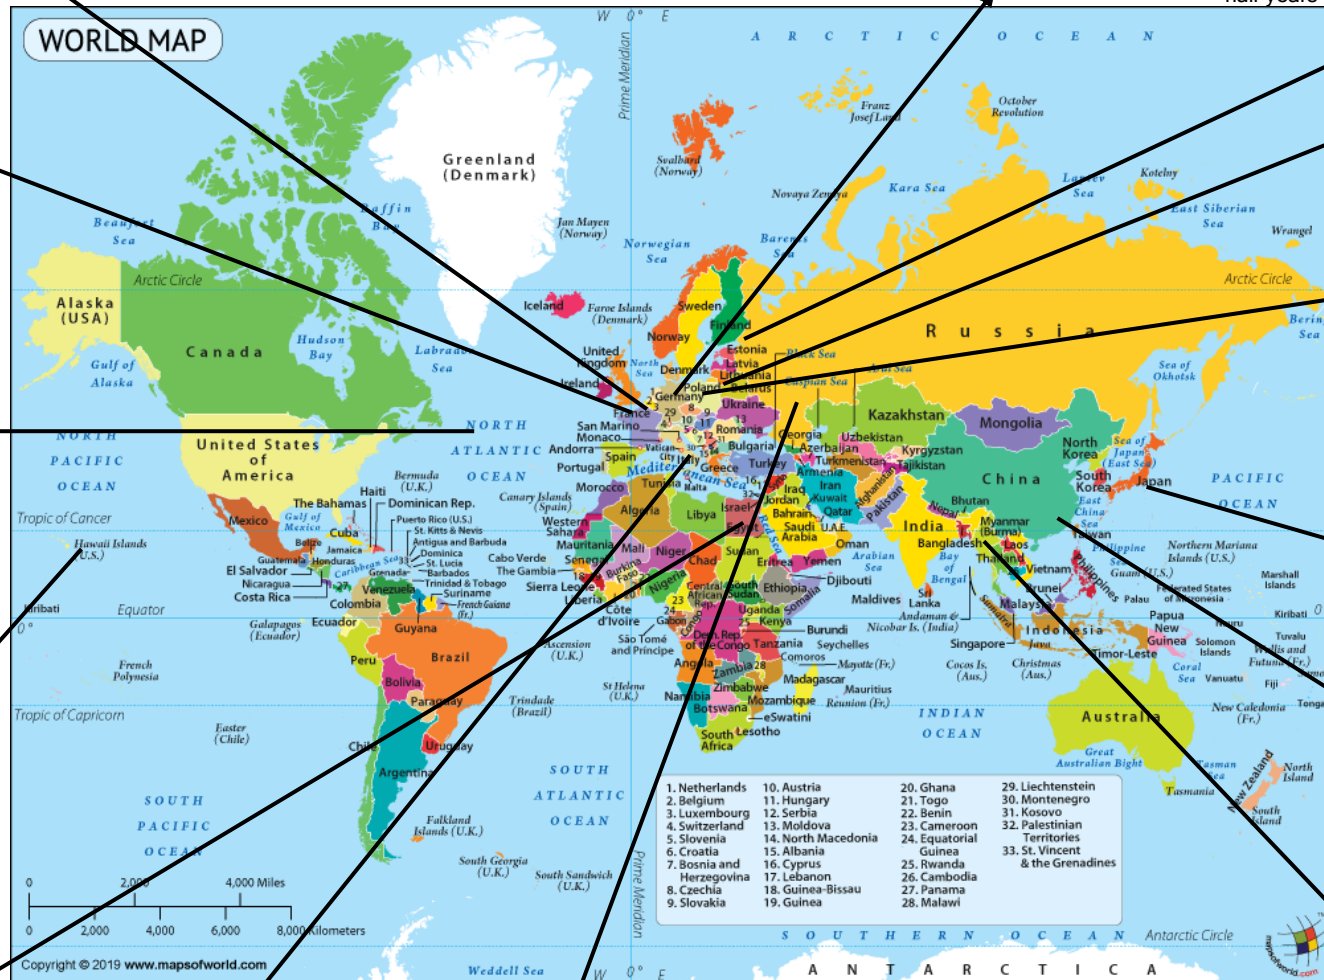 half years
WORLD MAP
W 0° E
Prime Meridian
ARCTIC OCEAN
Greenland
(Denmark)
Svalbard
(Norway)
Franz
Josef Land
October
Revolution
Novaya Zemlya
Kara Sea
Laptev
Sea
Kotelny
East Siberian
Sea
Wrangel
Beaufort
Sea
Baffin
Bay
Jan Mayen
(Norway)
Norwegian
Sea
Barents
Sea
Arctic Circle
Arctic Circle
Alaska
(USA)
Canada
Hudson
Bay
Labrador
Sea
Gulf of
Alaska
Iceland
Faroe Islands
(Denmark)
Sweden
Finland
Norway
Russia
Bering
Sea
Sea of
Okhotsk
United
Kingdom
North
Sea
Ireland
Denmark
Estonia
Latvia
Lithuania
Belarus
Poland
Germany
Black Sea
Caspian Sea
Aral Sea
France
Ukraine
San Marino
Monaco
Andorra
Vatican
City
Italy
Romania
Bulgaria
Georgia
Azerbaijan
Armenia
Kazakhstan
Uzbekistan
Turkmenistan
Kyrgyzstan
Tajikistan
Mongolia
North
Korea
South
Korea
Sea of
Japan
(East Sea)
Japan
Spain
Portugal
Greece
Turkey
Mediterranean Sea
Malta
Tunisia
Morocco
NORTH
PACIFIC
OCEAN
United States
of
America
NORTH
ATLANTIC
OCEAN
Bermuda
(U.K.)
Canary Islands
(Spain)
Western
Sahara
Algeria
Libya
Egypt
Israel
Syria
Iraq
Jordan
Kuwait
Iran
Bahrain
Qatar
Saudi
Arabia
U.A.E.
Oman
Yemen
Red Sea
Afghanistan
Pakistan
India
Nepal
Bhutan
Bangladesh
China
Myanmar
(Burma)
Laos
Thailand
Vietnam
Taiwan
East
China
Sea
Philippine
Sea
Philippines
PACIFIC
OCEAN
Northern Mariana
Islands (U.S.)
Guam (U.S.)
Tropic of Cancer
Hawaii Islands
(U.S.)
Mexico
Gulf of
Mexico
The Bahamas
Haiti
Dominican Rep.
Cuba
Jamaica
Belize
Honduras
Guatemala
El Salvador
Nicaragua
Costa Rica
Caribbean Sea
Puerto Rico (U.S.)
St. Kitts & Nevis
Antigua and Barbuda
Dominica
St. Lucia
Barbados
Grenada
Trinidad & Tobago
Venezuela
Suriname
French Guiana
(Fr.)
Guyana
Colombia
Ecuador
Galapagos
(Ecuador)
Kiribati
Equator
0°
Cabo Verde
The Gambia
Mauritania
Senegal
Sierra Leone
Liberia
Mali
Burkina
Faso
Niger
Nigeria
Chad
Sudan
Eritrea
Djibouti
Ethiopia
Somalia
South
Sudan
Central
African
Rep.
Côte
d'Ivoire
São Tomé
and Príncipe
Gabon
Congo
Dem. Rep.
of the Congo
Uganda
Kenya
Burundi
Tanzania
Seychelles
Comoros
Mayotte (Fr.)
Arabian
Sea
Bay
of
Bengal
Maldives
Sri
Lanka
Andaman &
Nicobar Is. (India)
Singapore
Sumatra
Malaysia
Brunei
Indonesia
Java
Timor-Leste
Cocos Is.
(Aus.)
Christmas
(Aus.)
Palau
Federated States
of Micronesia
Marshall
Islands
Nauru
Kiribati
0
Papua
New
Guinea
Solomon
Islands
Tuvalu
Wallis and
Futuna (Fr.)
Vanuatu
Fiji
Tonga
New Caledonia
(Fr.)
Coral
Sea
French
Polynesia
Tropic of Capricorn
Easter
(Chile)
Peru
Brazil
Bolivia
Paraguay
Uruguay
Chile
Argentina
Ascension
(U.K.)
St Helena
(U.K.)
Trindade
(Brazil)
Angola
Zambia
Zimbabwe
Namibia
Botswana
Mozambique
Madagascar
Mauritius
Reunion (Fr.)
eSwatini
Lesotho
South
Africa
INDIAN
OCEAN
Australia
Great
Australian Bight
Tasman
Sea
Tasmania
New Zealand
North
Island
South
Island
SOUTH
PACIFIC
OCEAN
SOUTH
ATLANTIC
OCEAN
Falkland
Islands (U.K.)
South Georgia
(U.K.)
South Sandwich
(U.K.)
1. Netherlands
2. Belgium
3. Luxembourg
4. Switzerland
5. Slovenia
6. Croatia
7. Bosnia and
Herzegovina
8. Czechia
9. Slovakia
10. Austria
11. Hungary
12. Serbia
13. Moldova
14. North Macedonia
15. Albania
16. Cyprus
17. Lebanon
18. Guinea-Bissau
19. Guinea
20. Ghana
21. Togo
22. Benin
23. Cameroon
24. Equatorial
Guinea
25. Rwanda
26. Cambodia
27. Panama
28. Malawi
29. Liechtenstein
30. Montenegro
31. Kosovo
32. Palestinian
Territories
33. St. Vincent
& the Grenadines
0 2,000 4,000 Miles
0 2,000 4,000 6,000 8,000 Kilometers
Prime Meridian
SOUTHERN OCEAN
Antarctic Circle
Copyright © 2019 www.mapsofworld.com
Weddell Sea
W 0° E
ANTARCTICA
mapsofworld.com